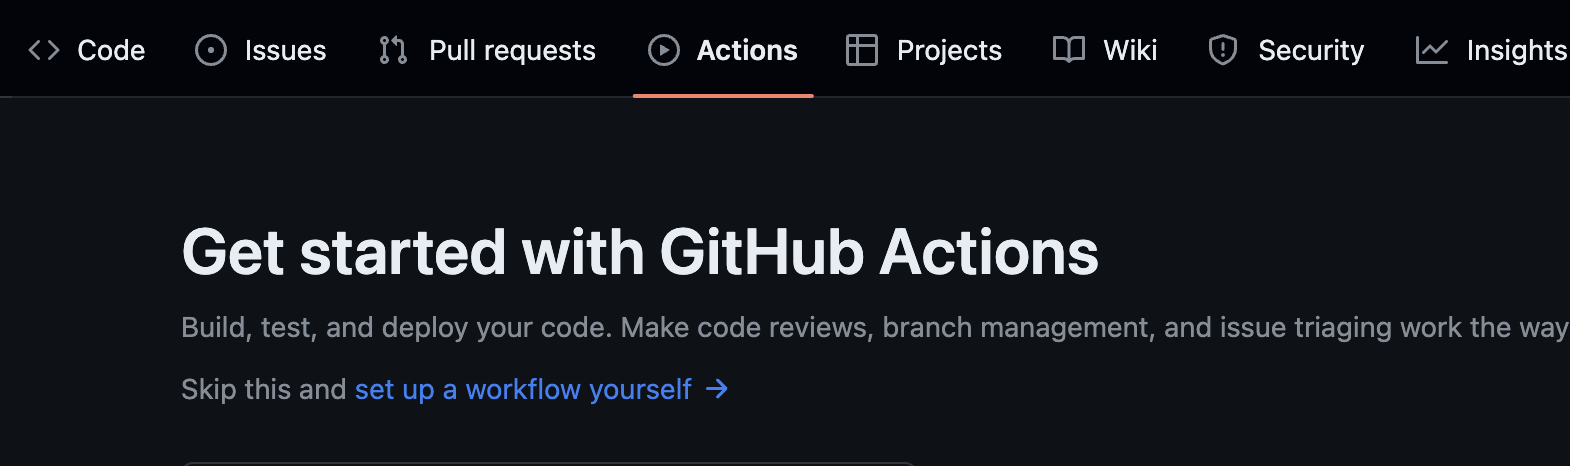 Code Issues Pull requests Actions Projects Wiki Security Insights
Get started with GitHub Actions
Build, test, and deploy your code. Make code reviews, branch management, and issue triaging work the way
Skip this and set up a workflow yourself →